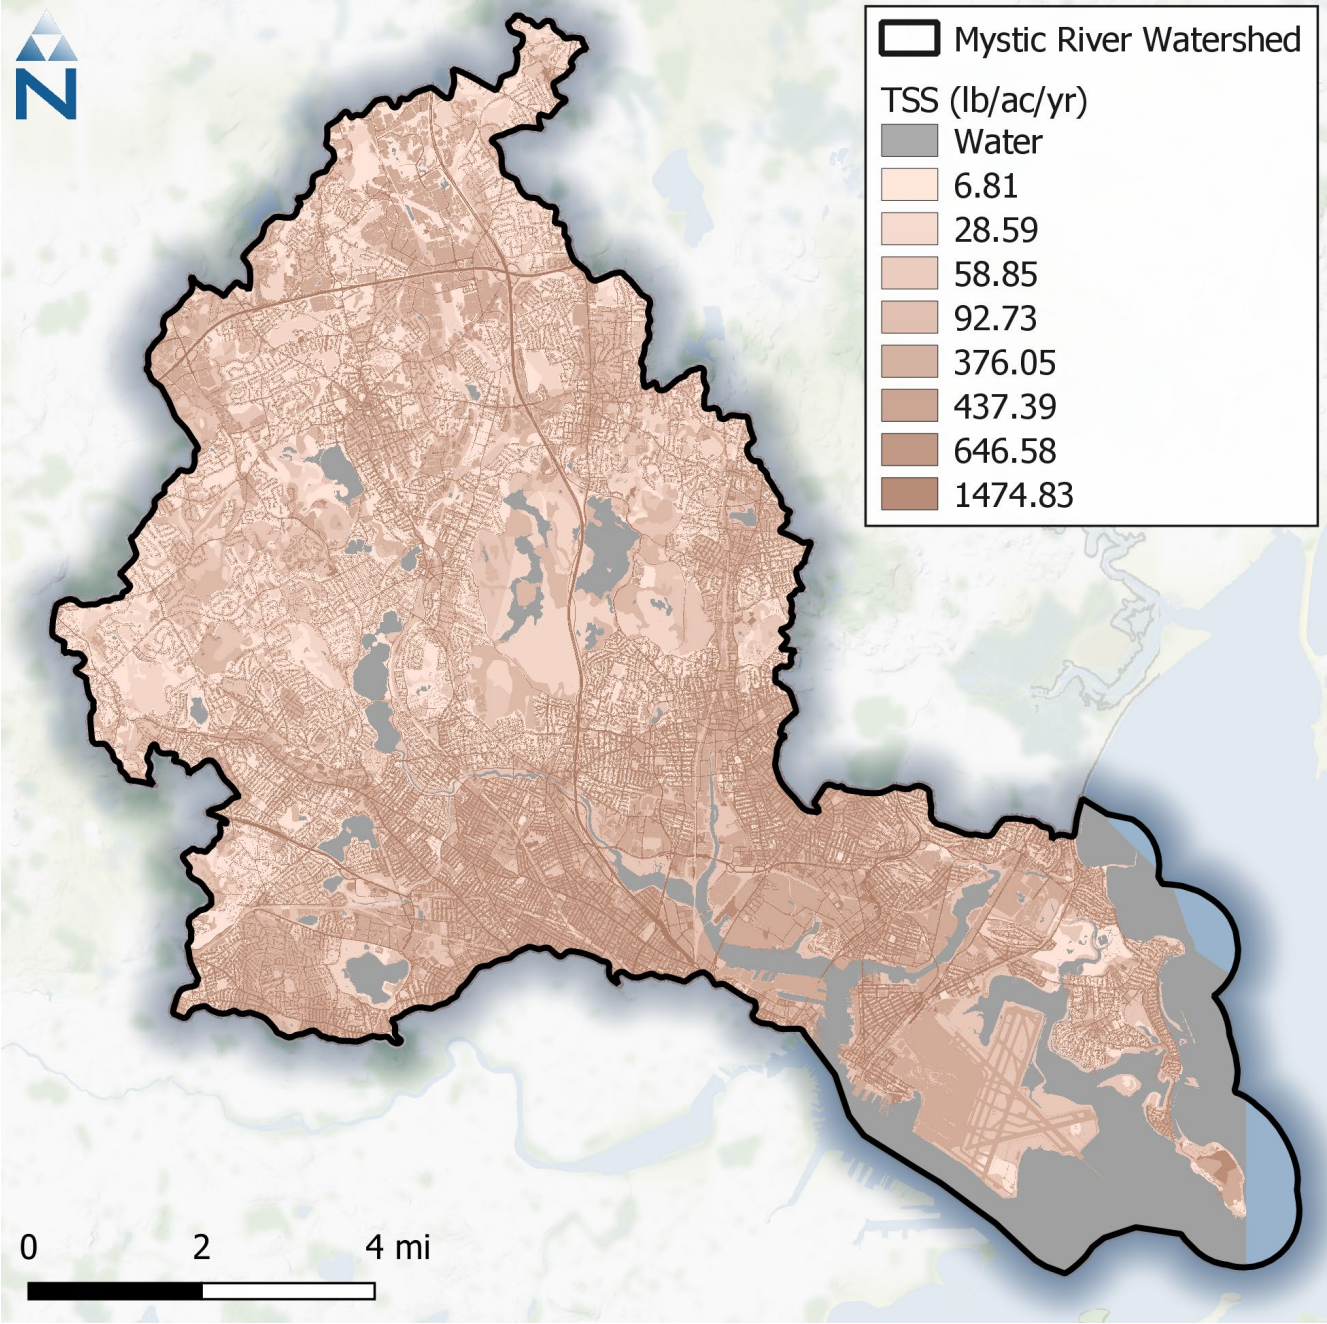 N
Mystic River Watershed
TSS (lb/ac/yr)
Water
6.81
28.59
58.85
92.73
376.05
437.39
646.58
1474.83
0 2 4 mi